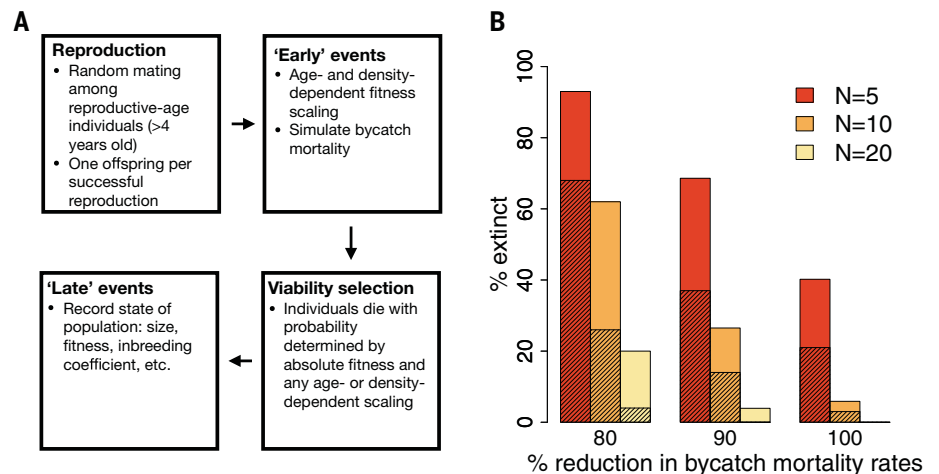 A
Reproduction
• Random mating
among
reproductive-age
individuals (>4
years old)
• One offspring per
successful
reproduction
‘Early’ events
• Age- and density-
dependent fitness
scaling
• Simulate bycatch
mortality
‘Late’ events
• Record state of
population: size,
fitness, inbreeding
coefficient, etc.
Viability selection
• Individuals die with
probability
determined by
absolute fitness and
any age- or density-
dependent scaling
B
% extinct
100
80
60
40
20
0
N=5
N=10
N=20
80 90 100
% reduction in bycatch mortality rates